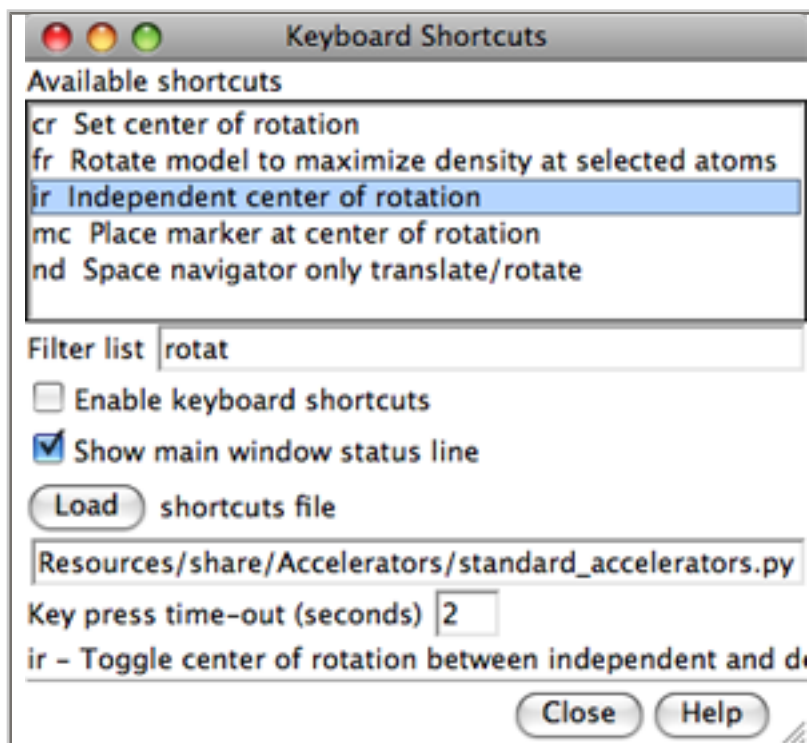 Keyboard Shortcuts
Available shortcuts
cr Set center of rotation
fr Rotate model to maximize density at selected atoms
ir Independent center of rotation
mc Place marker at center of rotation
nd Space navigator only translate/rotate
Filter list rotat
Enable keyboard shortcuts
Show main window status line
Load shortcuts file
Resources/share/Accelerators/standard_accelerators.py
Key press time-out (seconds) 2
ir - Toggle center of rotation between independent and
Close Help